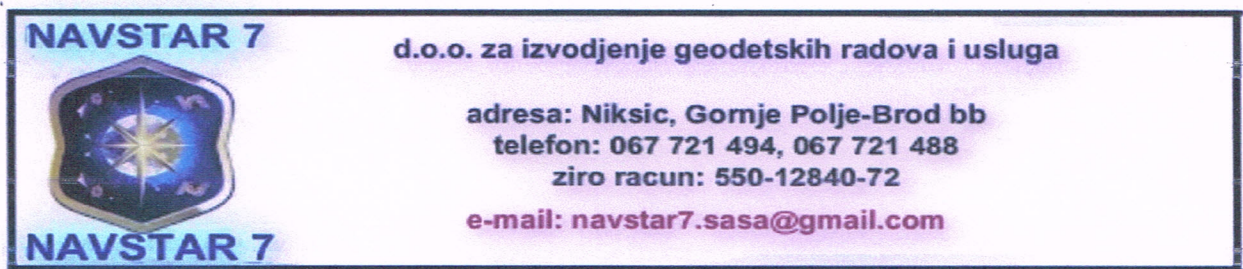 NAVSTAR 7
d.o.o. za izvodjenje geodetskih radova i usluga
adresa: Niksic, Gornje Polje-Brod bb
telefon: 067 721 494, 067 721 488
ziro racun: 550-12840-72
e-mail: navstar7.sasa@gmail.com
NAVSTAR 7